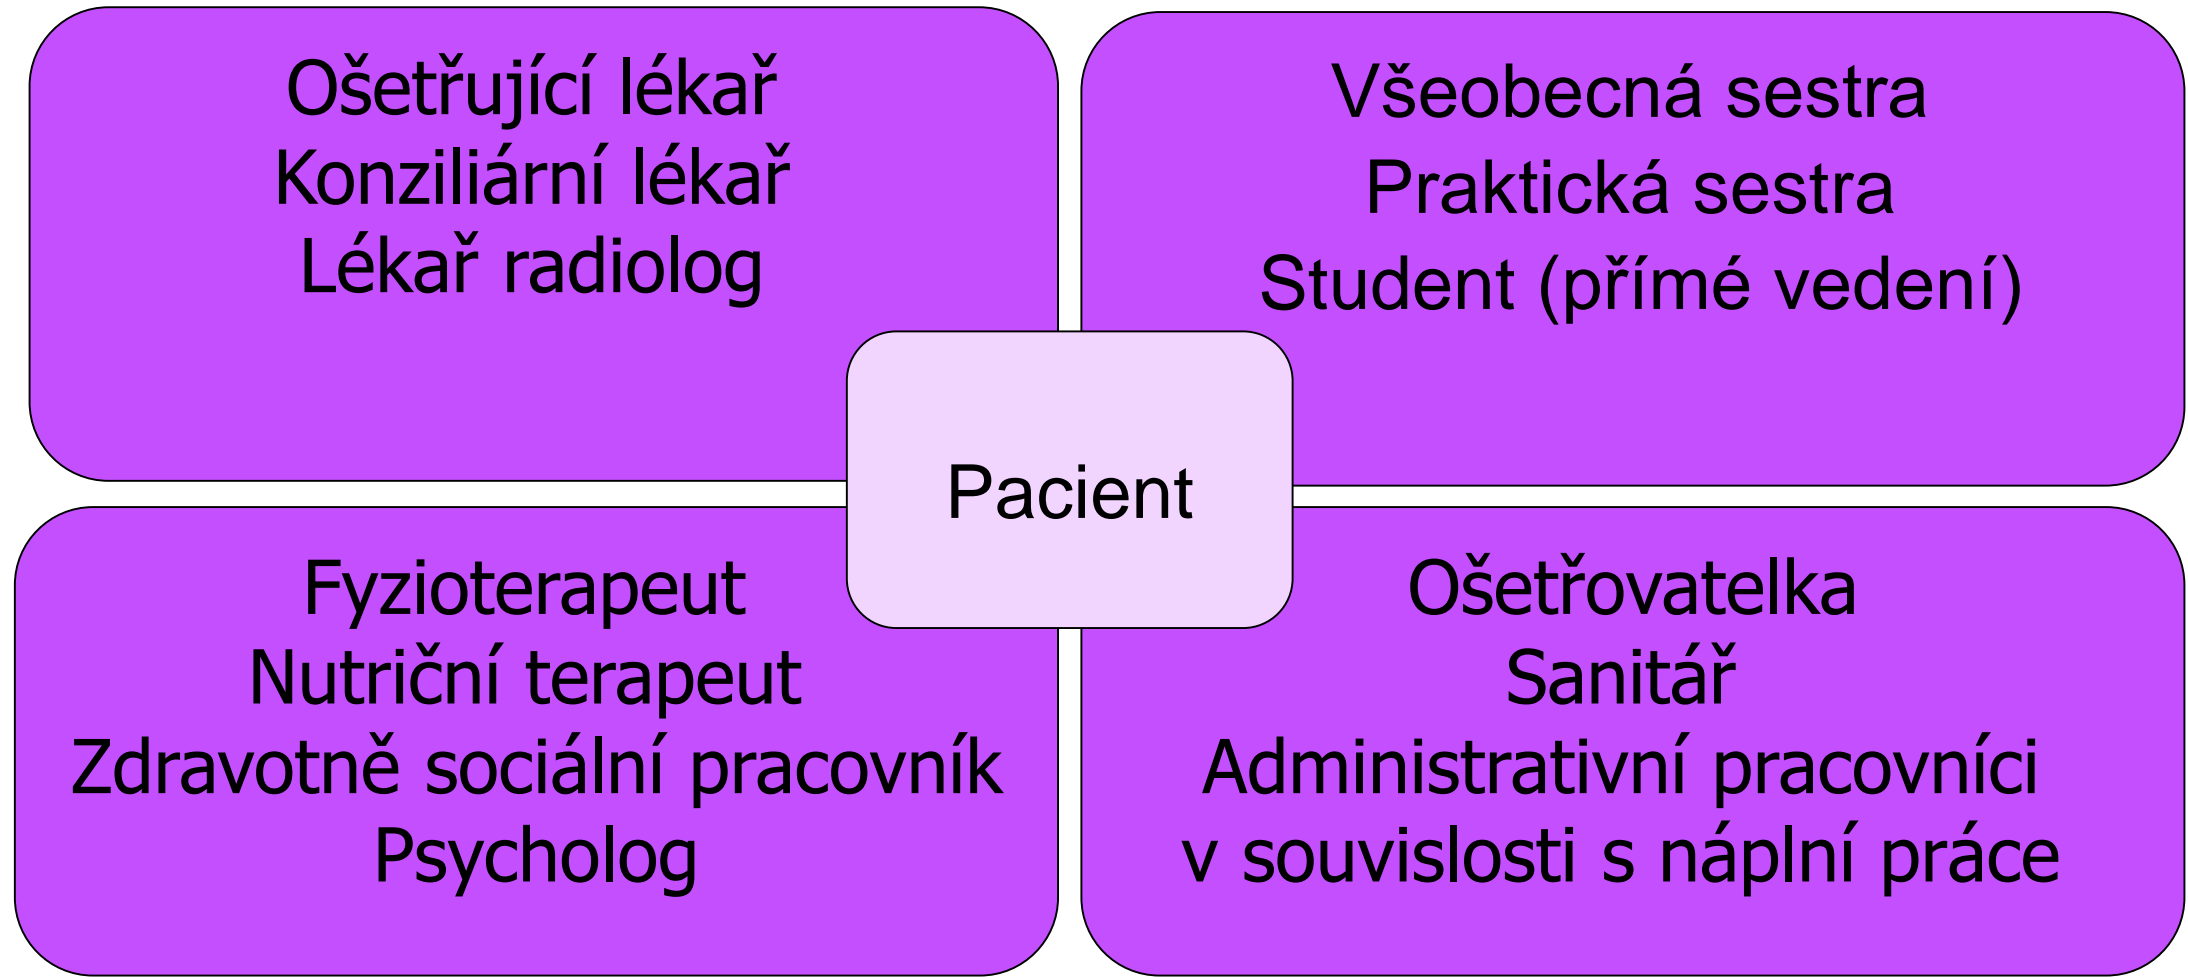 Ošetřující lékař
Konziliární lékař
Lékař radiolog
Všeobecná sestra
Praktická sestra
Student (přímé vedení)
Pacient
Fyzioterapeut
Nutriční terapeut
Zdravotně sociální pracovník
Psycholog
Ošetřovatelka
Sanitář
Administrativní pracovníci
v souvislosti s náplní práce